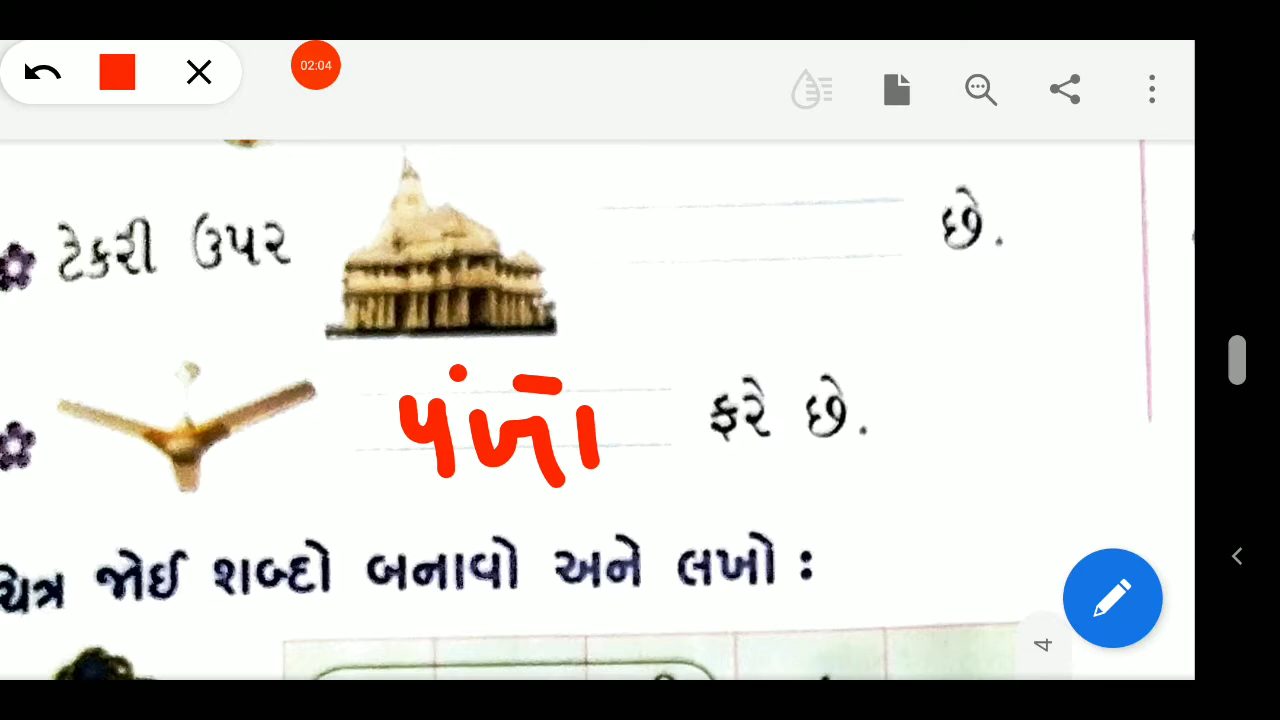 02:04
ટેકરી ઉપર છે.
પંખા ફરે છે.
ચિત્ર જોઈ શબ્દો બનાવો અને લખો :
4